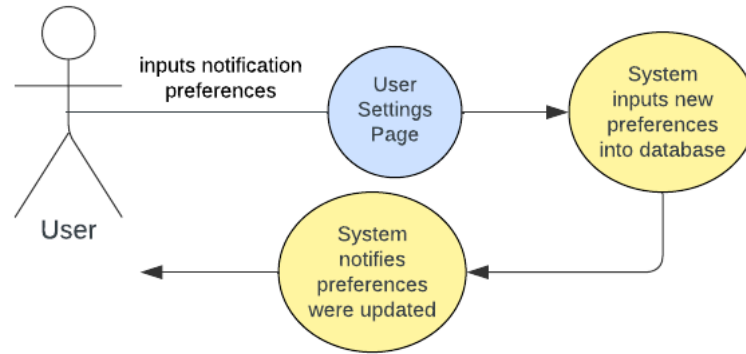 inputs notification
preferences
User
Settings
Page
System
inputs new
preferences
into database
User
System
notifies
preferences
were updated